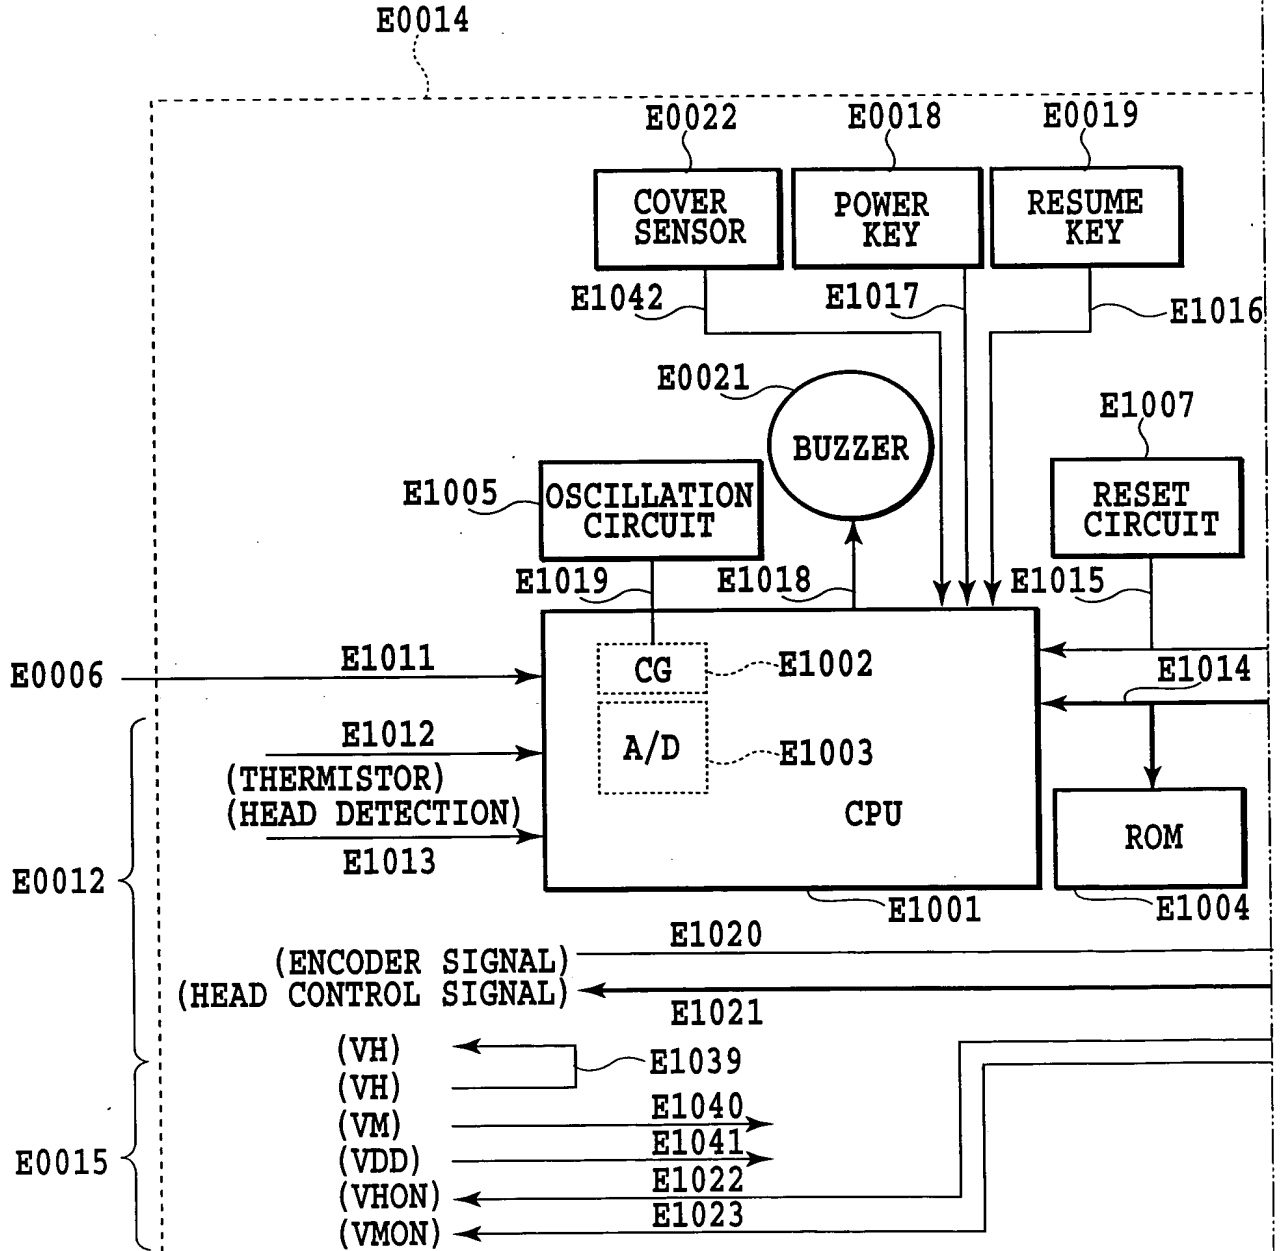 E0014
E0022
E0018
E0019
COVER
SENSOR
POWER
KEY
RESUME
KEY
E1042
E1017
E1016
E0021
BUZZER
E1007
E1005
OSCILLATION
CIRCUIT
RESET
CIRCUIT
E1019
E1018
E1015
E0006
E1011
CG
E1002
E1014
E1012
(THERMISTOR)
(HEAD DETECTION)
E1013
A/D
E1003
CPU
ROM
E0012
E1001
E1004
E1020
(ENCODER SIGNAL)
(HEAD CONTROL SIGNAL)
E1021
(VH)
E1039
(VH)
(VM)
E1040
(VDD)
E1041
E0015
(VHON)
E1022
(VMON)
E1023